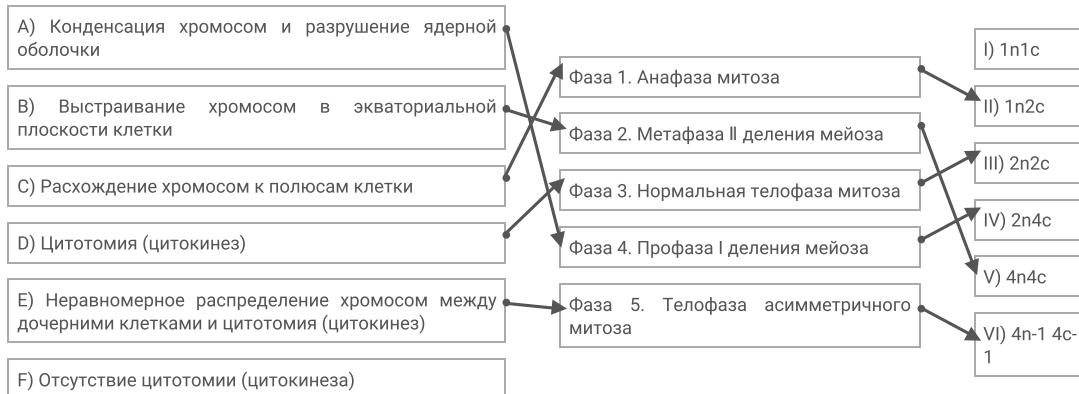 A) Конденсация хромосом и разрушение ядерной
оболочки
B) Выстраивание хромосом в экваториальной
плоскости клетки
C) Расхождение хромосом к полюсам клетки
D) Цитотомия (цитокинез)
E) Неравномерное распределение хромосом между
дочерними клетками и цитотомия (цитокинез)
F) Отсутствие цитотомии (цитокинеза)
Фаза 1. Анафаза митоза
Фаза 2. Метафаза II деления мейоза
Фаза 3. Нормальная телофаза митоза
Фаза 4. Профаза I деления мейоза
Фаза 5. Телофаза асимметричного
митоза
I) 1n1c
II) 1n2c
III) 2n2c
IV) 2n4c
V) 4n4c
VI) 4n-1 4c-
1